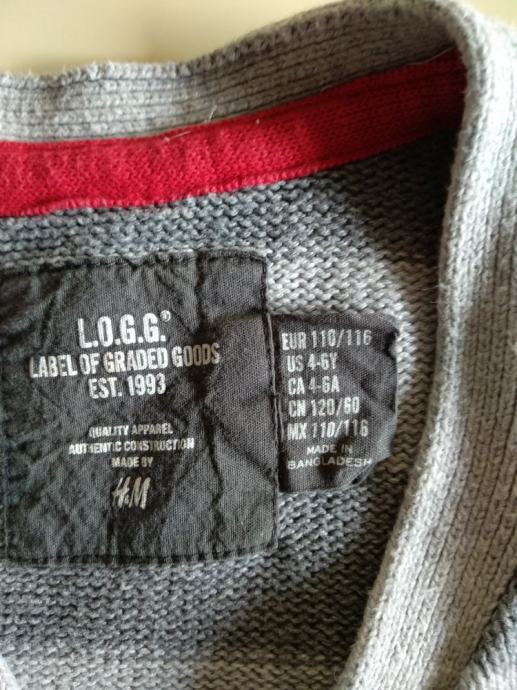 L.O.G.G.®
LABEL OF GRADED GOODS
EST. 1993
QUALITY APPAREL
AUTHENTIC CONSTRUCTION
MADE BY
H&M
EUR 110/116
US 4-6Y
CA 4-6A
CN 120/60
MX 110/116
MADE IN
BANGLADESH